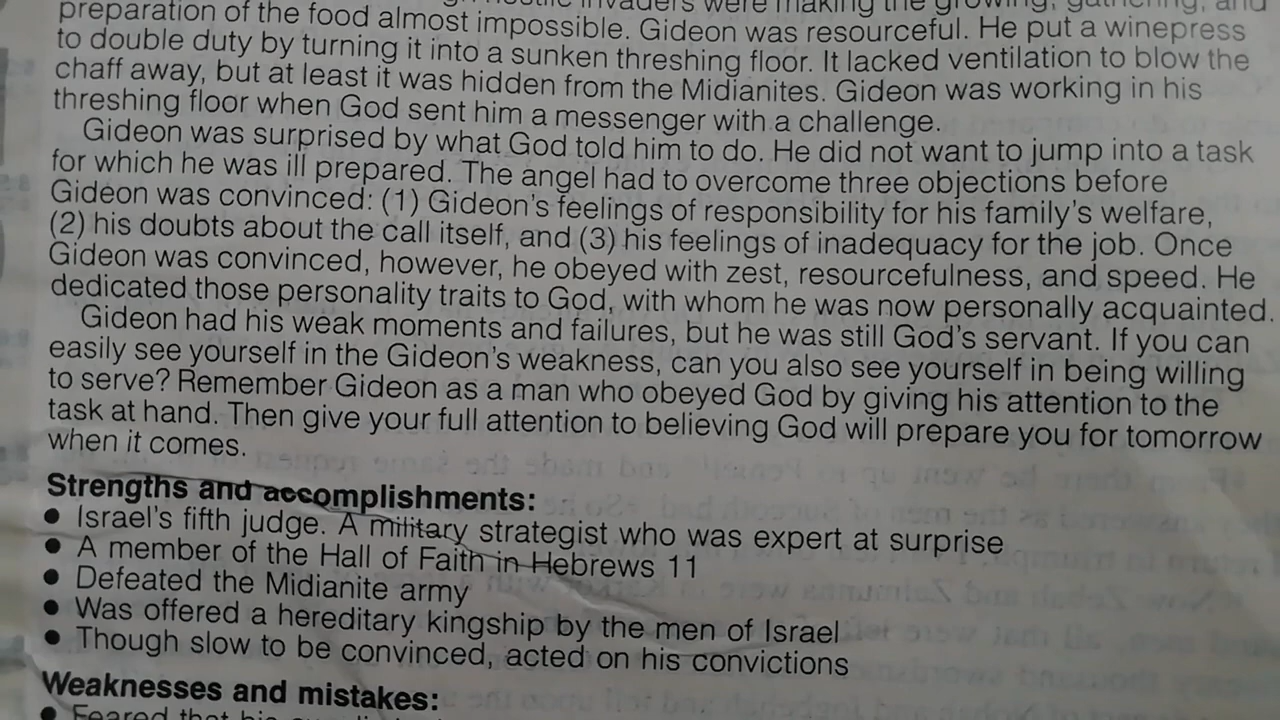 invaders were making the growing, gathering, and
preparation of the food almost impossible. Gideon was resourceful. He put a winepress
to double duty by turning it into a sunken threshing floor. It lacked ventilation to blow the
chaff away, but at least it was hidden from the Midianites. Gideon was working in his
threshing floor when God sent him a messenger with a challenge.
Gideon was surprised by what God told him to do. He did not want to jump into a task
for which he was ill prepared. The angel had to overcome three objections before
Gideon was convinced: (1) Gideon's feelings of responsibility for his family's welfare,
(2) his doubts about the call itself, and (3) his feelings of inadequacy for the job. Once
Gideon was convinced, however, he obeyed with zest, resourcefulness, and speed. He
dedicated those personality traits to God, with whom he was now personally acquainted.
Gideon had his weak moments and failures, but he was still God's servant. If you can
easily see yourself in the Gideon's weakness, can you also see yourself in being willing
to serve? Remember Gideon as a man who obeyed God by giving his attention to the
task at hand. Then give your full attention to believing God will prepare you for tomorrow
when it comes.
Strengths and accomplishments:
● Israel's fifth judge. A military strategist who was expert at surprise
● A member of the Hall of Faith in Hebrews 11
● Defeated the Midianite army
● Was offered a hereditary kingship by the men of Israel
● Though slow to be convinced, acted on his convictions
Weaknesses and mistakes:
● Feared that his